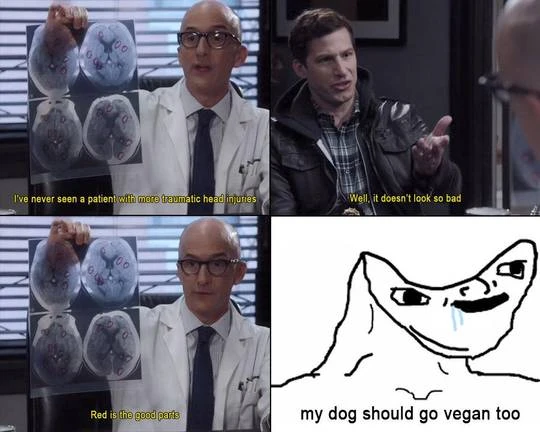 I've never seen a patient with more traumatic head injuries
Well, it doesn't look so bad
Red is the good parts
my dog should go vegan too